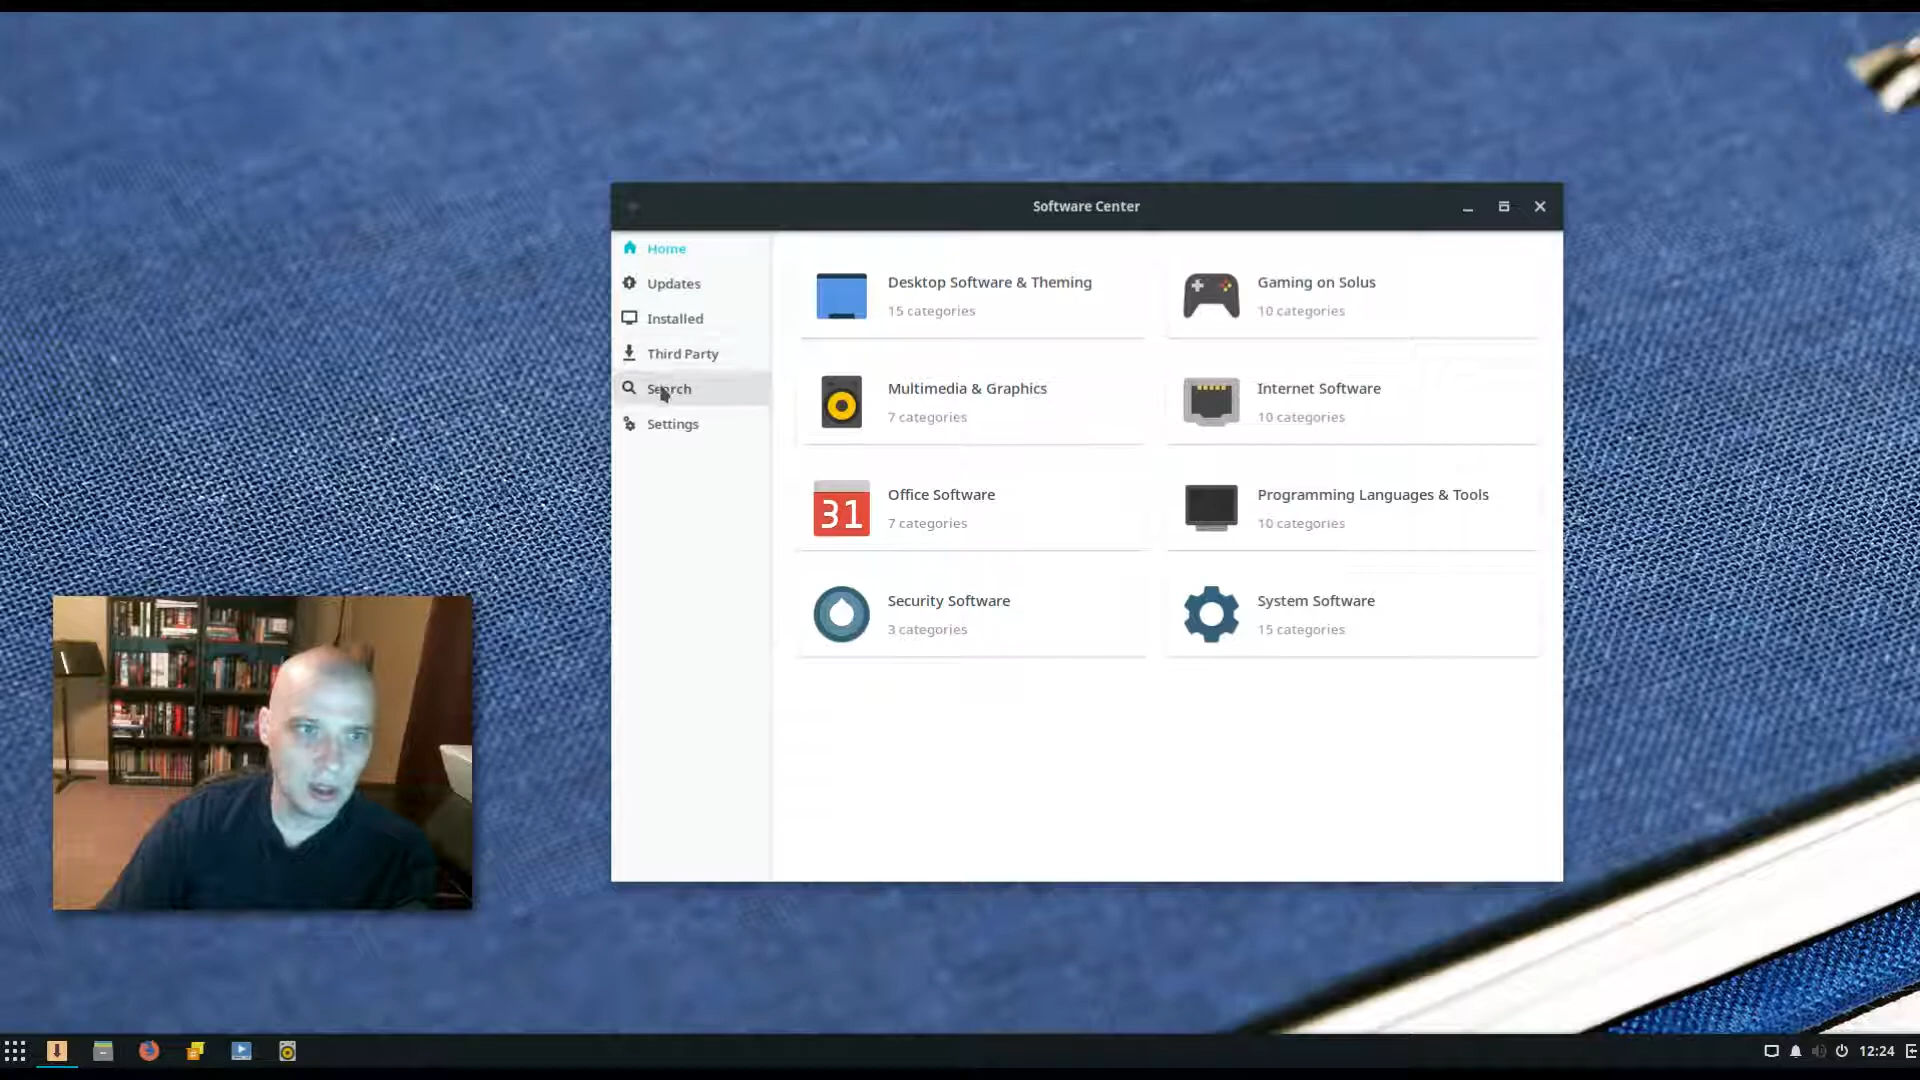 Software Center
Home
Updates
Installed
Third Party
Search
Settings
Desktop Software & Theming
15 categories
Gaming on Solus
10 categories
Multimedia & Graphics
7 categories
Internet Software
10 categories
Office Software
7 categories
31
Programming Languages & Tools
10 categories
Security Software
3 categories
System Software
15 categories
12:24